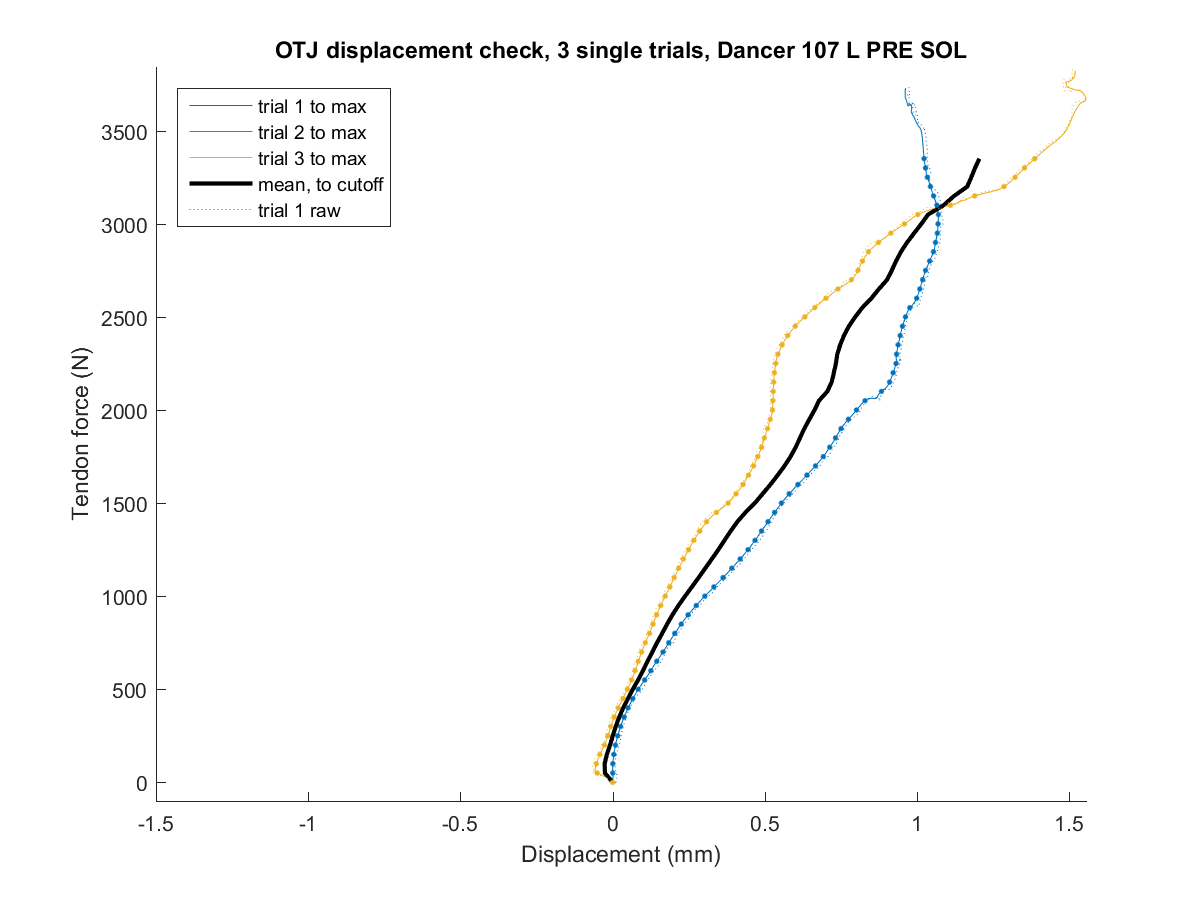 OTJ displacement check, 3 single trials, Dancer 107 L PRE SOL
trial 1 to max
trial 2 to max
trial 3 to max
mean, to cutoff
trial 1 raw
Tendon force (N)
3500
3000
2500
2000
1500
1000
500
0
-1.5
-1
-0.5
0
0.5
1
1.5
Displacement (mm)